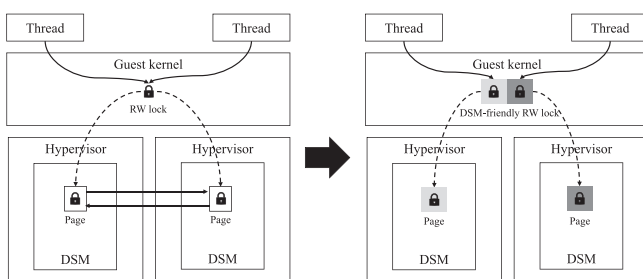 Thread Thread
Guest kernel
RW lock
Hypervisor Hypervisor
Page Page
DSM DSM
Thread Thread
Guest kernel
DSM-friendly RW lock
Hypervisor Hypervisor
Page Page
DSM DSM